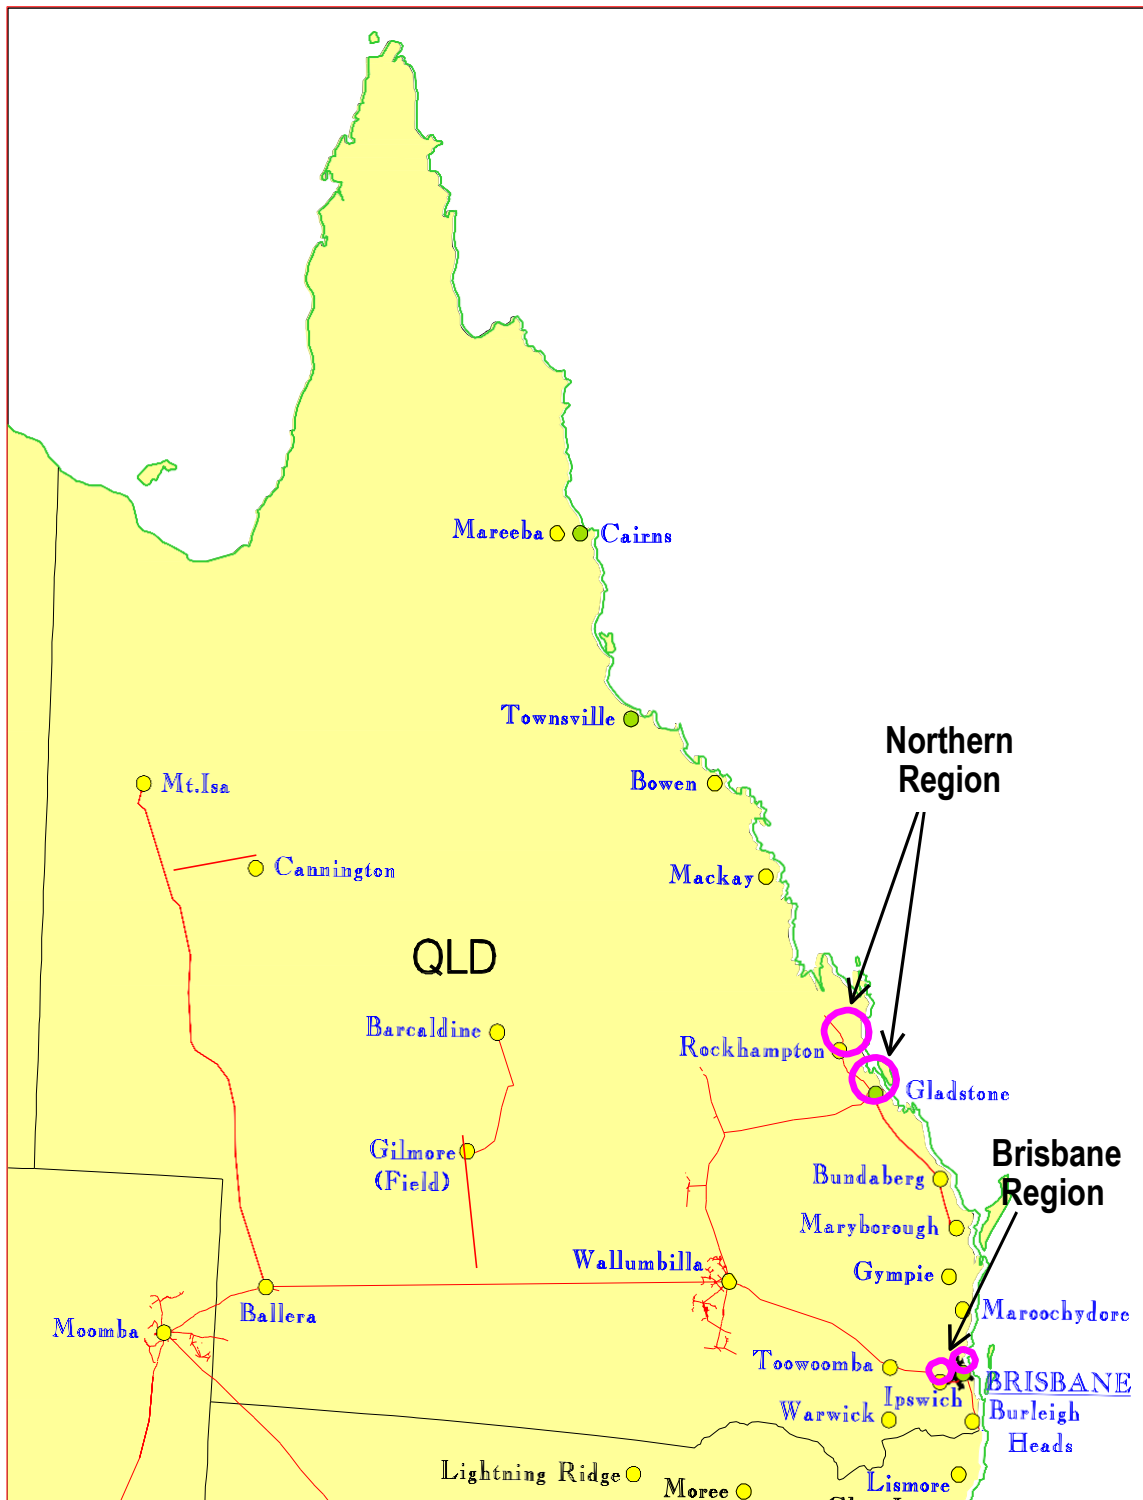 Mareeba
Cairns
Townsville
Northern
Region
Mt.Isa
Bowen
Cannington
Mackay
QLD
Barcaldine
Rockhampton
Gladstone
Gilmore
(Field)
Brisbane
Region
Bundaberg
Maryborough
Wallumbilla
Gympie
Ballera
Maroochydore
Moomba
Toowoomba
BRISBANE
Ipswich
Warwick
Burleigh
Heads
Lightning Ridge
Moree
Lismore